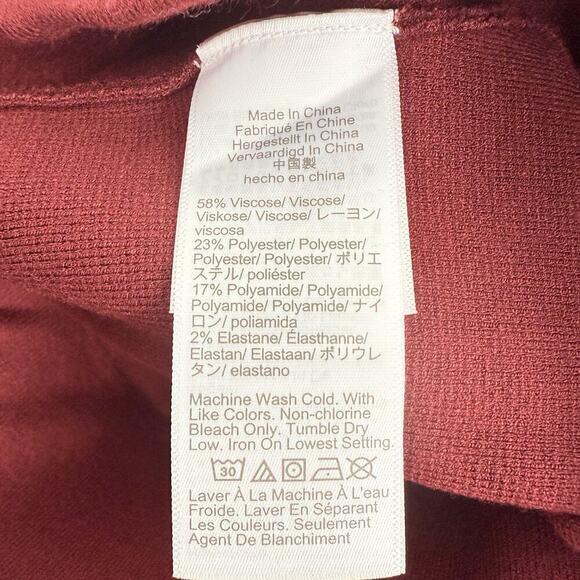 Made In China
Fabriqué En Chine
Hergestellt In China
Vervaardigd In China
中国製
hecho en china
58% Viscose/ Viscose/
Viskose/ Viscose/ レーヨン/
viscosa
23% Polyester/ Polyester/
Polyester/ Polyester/ ポリエ
ステル/ poliéster
17% Polyamide/ Polyamide/
Polyamide/ Polyamide/ ナイ
ロン/ poliamida
2% Elastane/ Élasthanne/
Elastan/ Elastaan/ ポリウレ
タン/ elastano
Machine Wash Cold. With
Like Colors. Non-chlorine
Bleach Only. Tumble Dry
Low. Iron On Lowest Setting.
30
Laver À La Machine À L'eau
Froide. Laver En Séparant
Les Couleurs. Seulement
Agent De Blanchiment